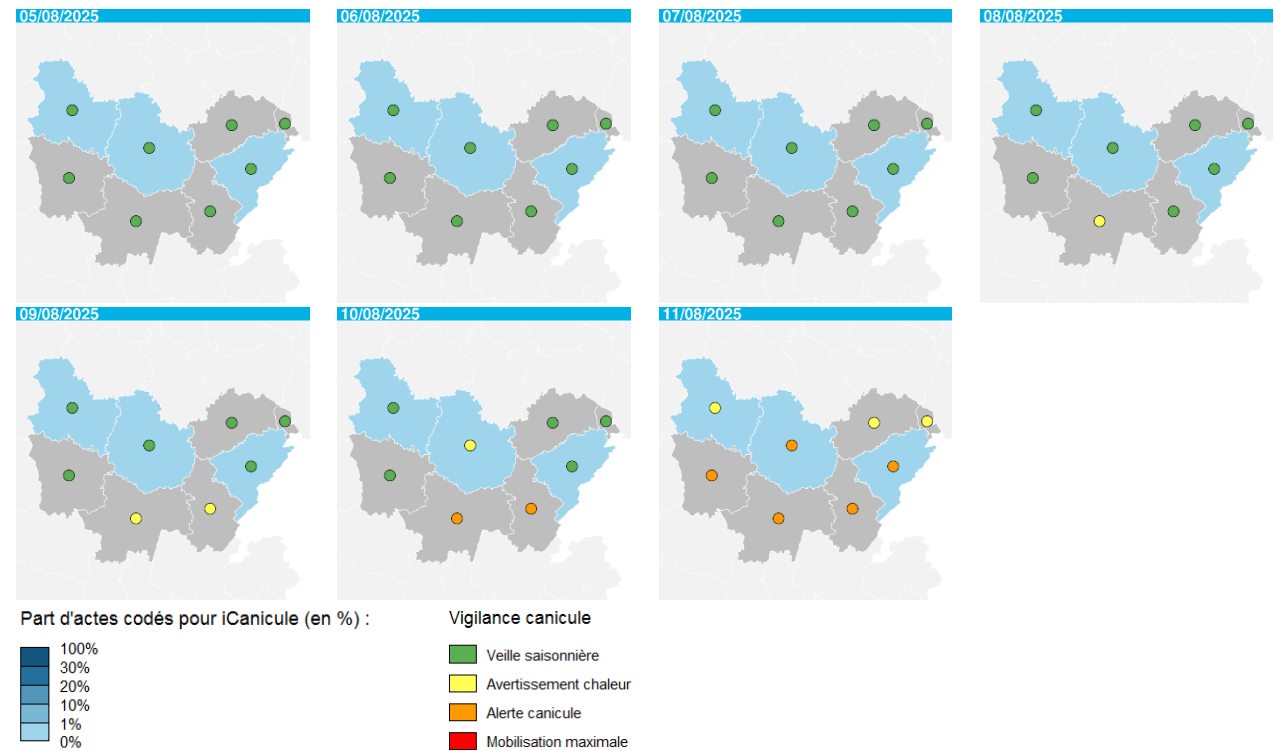 05/08/2025
06/08/2025
07/08/2025
08/08/2025
09/08/2025
10/08/2025
11/08/2025
Part d'actes codés pour iCanicule (en %) :
100%
30%
20%
10%
1%
0%
Vigilance canicule
Veille saisonnière
Avertissement chaleur
Alerte canicule
Mobilisation maximale